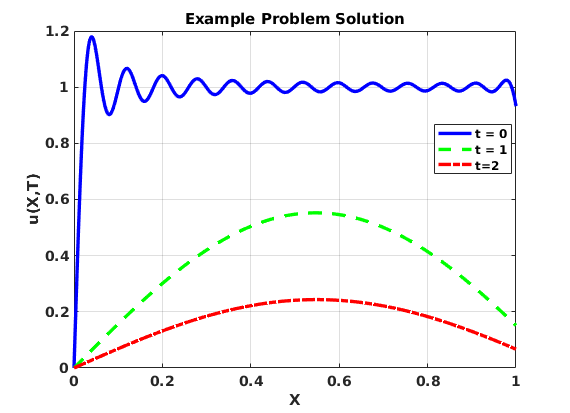 Example Problem Solution
u(X,T)
1.2
1
0.8
0.6
0.4
0.2
0
t = 0
t = 1
t=2
0 0.2 0.4 0.6 0.8 1
X